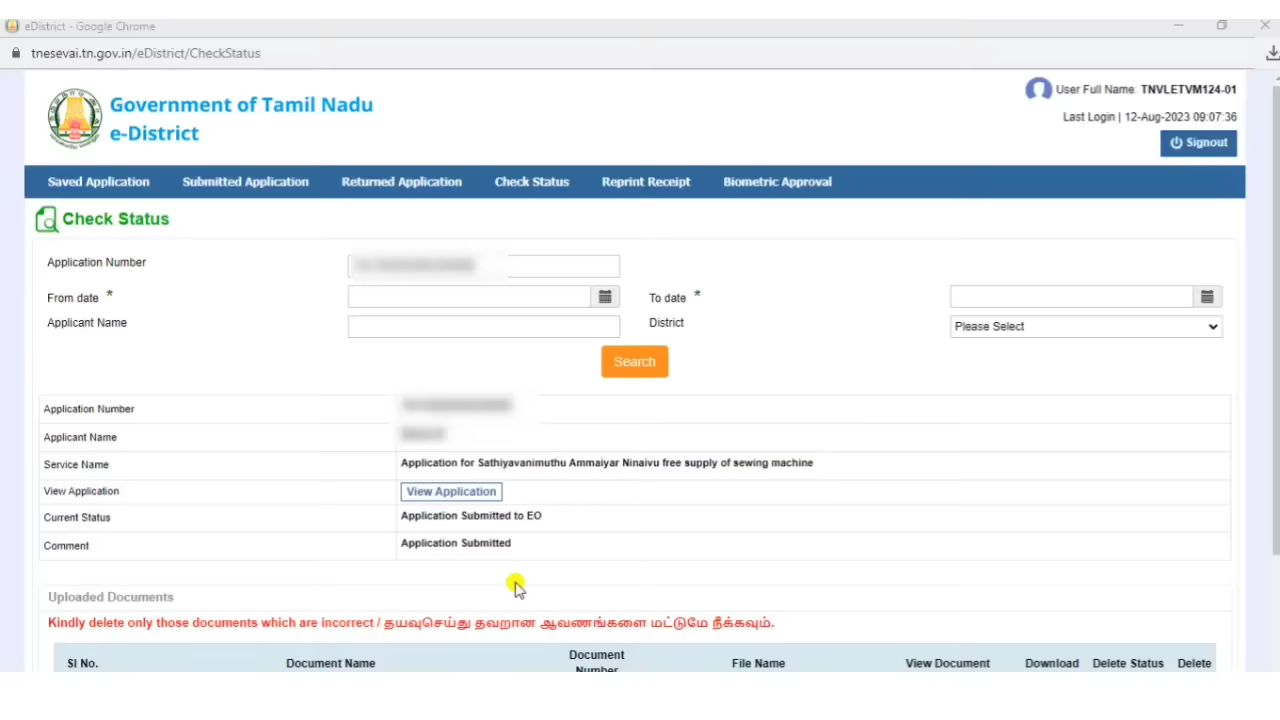 eDistrict - Google Chrome
tnesevai.tn.gov.in/eDistrict/CheckStatus
Government of Tamil Nadu
e-District
User Full Name: TNVLETVM124-01
Last Login | 12-Aug-2023 09:07:36
Signout
Saved Application Submitted Application Returned Application Check Status Reprint Receipt Biometric Approval
Check Status
Application Number
From date * To date *
Applicant Name District Please Select
Search
Application Number
Applicant Name
Service Name Application for Sathiyavanimuthu Ammaiyar Ninaivu free supply of sewing machine
View Application View Application
Current Status Application Submitted to EO
Comment Application Submitted
Uploaded Documents
Kindly delete only those documents which are incorrect / தயவுசெய்து தவறான ஆவணங்களை மட்டுமே நீக்கவும்.
Sl No. Document Name Document Number File Name View Document Download Delete Status Delete